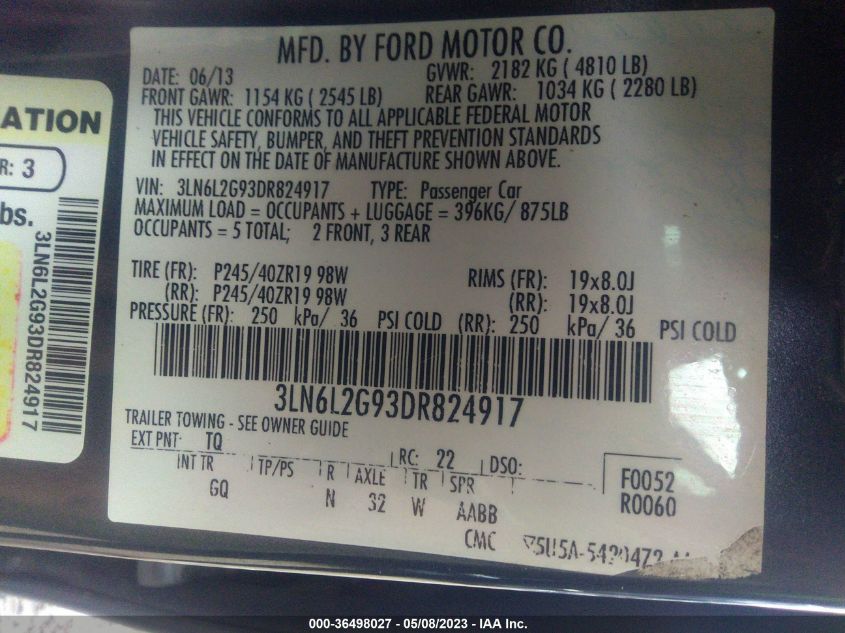 MFD. BY FORD MOTOR CO.
DATE: 06/13 GVWR: 2182 KG ( 4810 LB)
FRONT GAWR: 1154 KG ( 2545 LB) REAR GAWR: 1034 KG ( 2280 LB)
THIS VEHICLE CONFORMS TO ALL APPLICABLE FEDERAL MOTOR
VEHICLE SAFETY, BUMPER, AND THEFT PREVENTION STANDARDS
IN EFFECT ON THE DATE OF MANUFACTURE SHOWN ABOVE.
VIN: 3LN6L2G93DR824917 TYPE: Passenger Car
MAXIMUM LOAD = OCCUPANTS + LUGGAGE = 396KG/ 875LB
OCCUPANTS = 5 TOTAL; 2 FRONT, 3 REAR
TIRE (FR): P245/40ZR19 98W RIMS (FR): 19x8.0J
(RR): P245/40ZR19 98W (RR): 19x8.0J
PRESSURE (FR): 250 kPa/ 36 PSI COLD (RR): 250 kPa/ 36 PSI COLD
3LN6L2G93DR824917
TRAILER TOWING - SEE OWNER GUIDE
EXT PNT: TQ RC: 22 DSO:
INT TR TP/PS R AXLE TR SPR
GQ N 32 W AABB
CMC
F0052
R0060
ATION
R: 3
bs.
3LN6L2G93DR824917
000-36498027 - 05/08/2023 - IAA Inc.